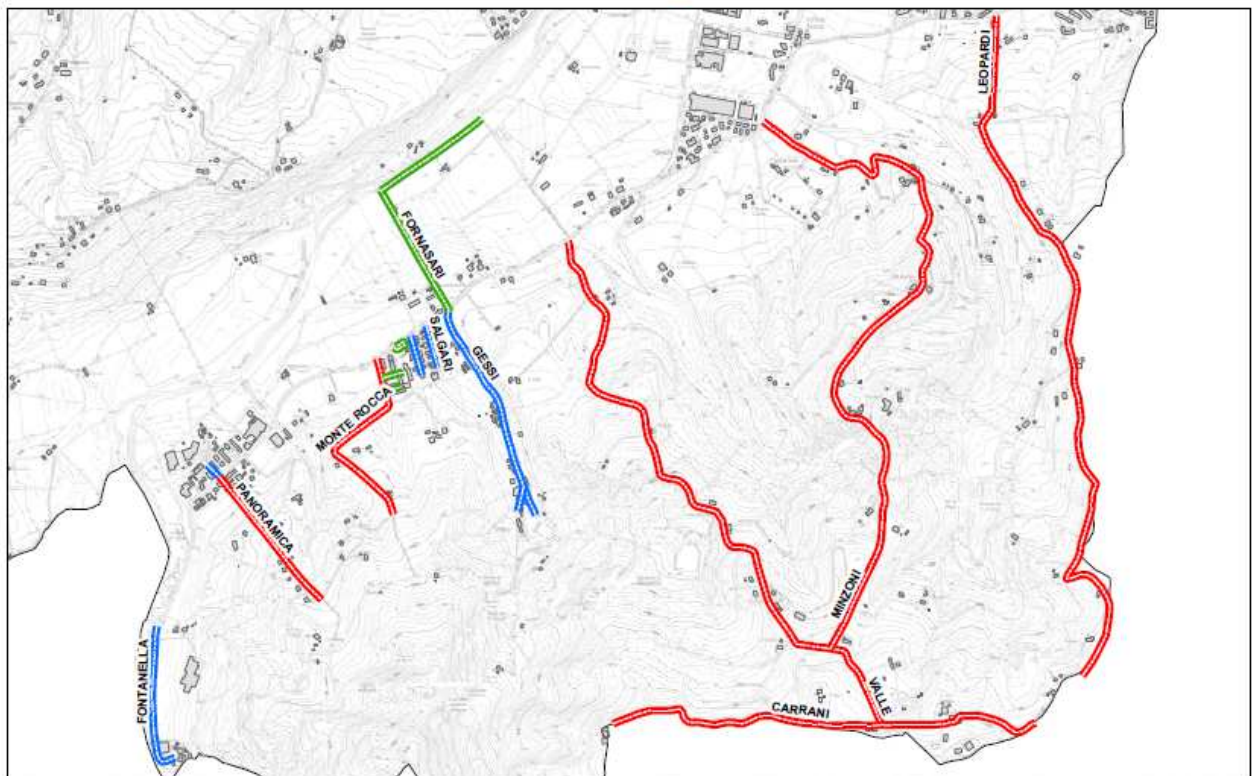 LEOPARDI
FORNASARI
SALGARI
GESSI
MONTE ROCCA
PANORAMICA
MINZONI
FONTANELLA
VALLE
CARRANI